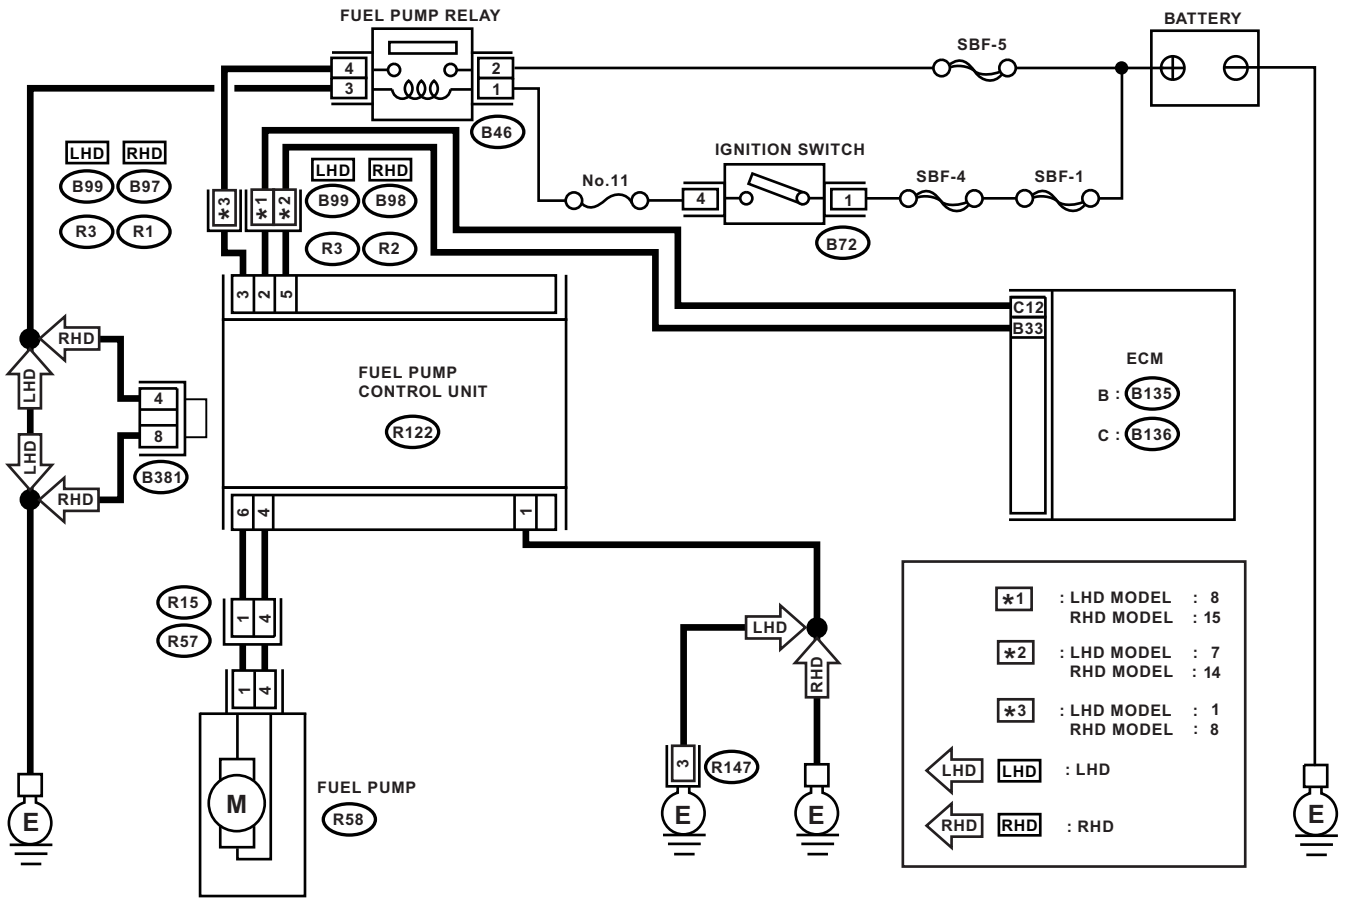 FUEL PUMP RELAY
BATTERY
SBF-5
4
3
2
1
B46
IGNITION SWITCH
LHD RHD
B99 B97
R3 R1
LHD RHD
B99 B98
R3 R2
*3
*1
*2
No.11
4
1
SBF-4
SBF-1
B72
3
2
5
C12
B33
RHD
LHD
LHD
RHD
4
8
B381
FUEL PUMP
CONTROL UNIT
R122
ECM
B : B135
C : B136
6
4
1
R15
R57
1
4
1
4
M
FUEL PUMP
R58
LHD
RHD
3
R147
E
E
E
E
*1 : LHD MODEL : 8
RHD MODEL : 15
*2 : LHD MODEL : 7
RHD MODEL : 14
*3 : LHD MODEL : 1
RHD MODEL : 8
LHD LHD : LHD
RHD RHD : RHD